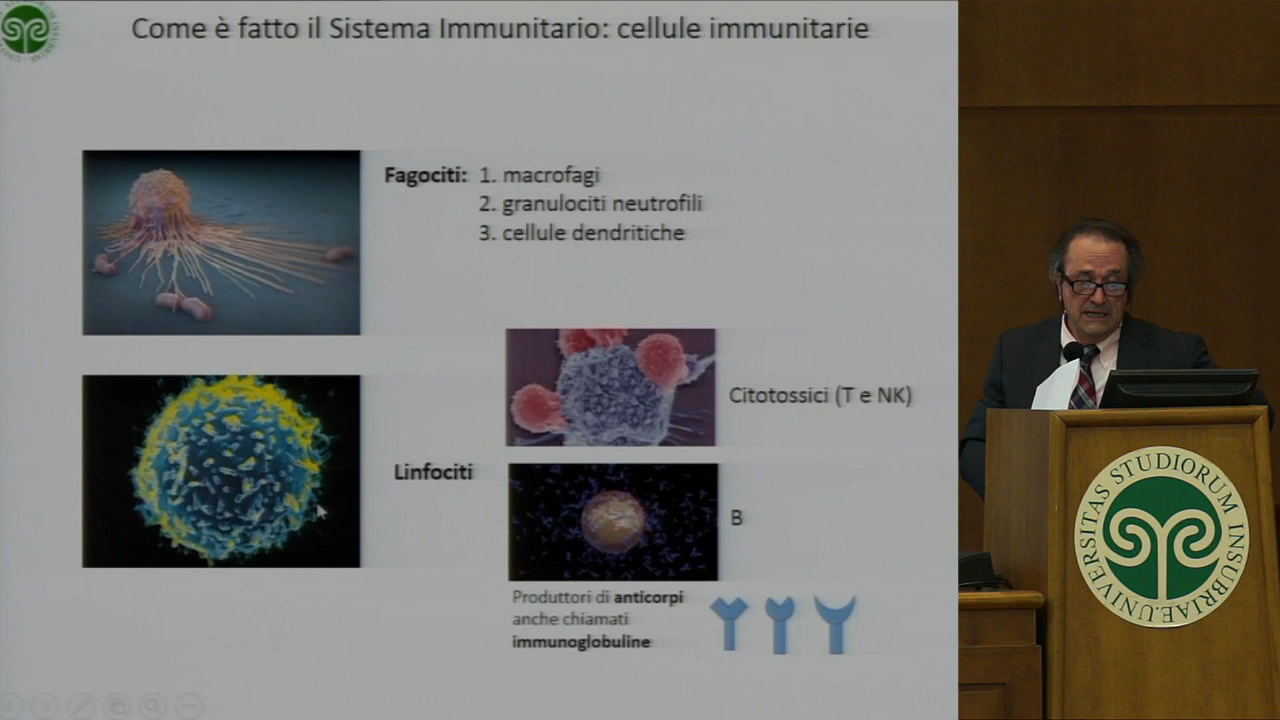 Come è fatto il Sistema Immunitario: cellule immunitarie
Fagociti: 1. macrofagi
2. granulociti neutrofili
3. cellule dendritiche
Citotossici (T e NK)
Linfociti
B
Produttori di anticorpi
anche chiamati
immunoglobuline
UNIVERSITAS STUDIORUM INSUBRIAE